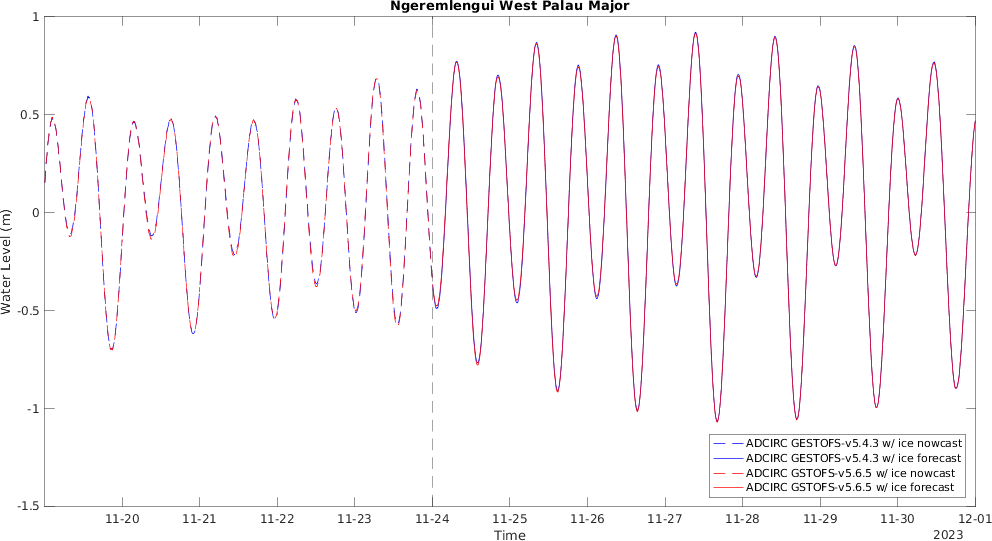 Ngeremlengui West Palau Major
1
0.5
0
-0.5
-1
-1.5
Water Level (m)
11-20
11-21
11-22
11-23
11-24
11-25
11-26
11-27
11-28
11-29
11-30
12-01
Time
2023
ADCIRC GESTOFS-v5.4.3 w/ ice nowcast
ADCIRC GESTOFS-v5.4.3 w/ ice forecast
ADCIRC GSTOFS-v5.6.5 w/ ice nowcast
ADCIRC GSTOFS-v5.6.5 w/ ice forecast